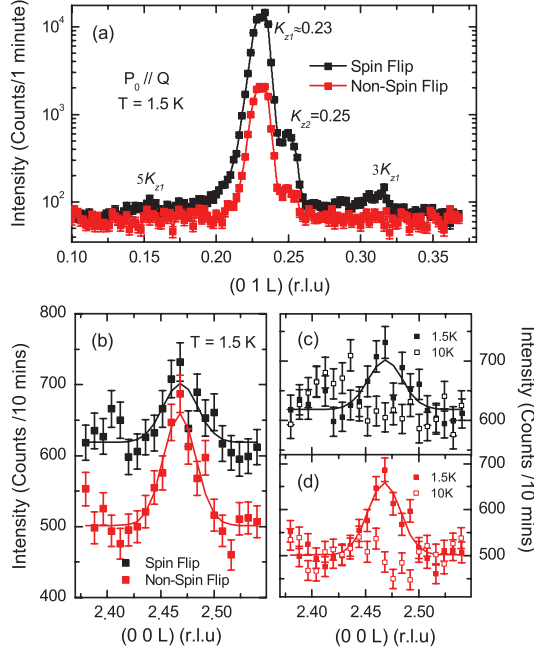 (a)
K_z1≈0.23
P_0 // Q
T = 1.5 K
Spin Flip
Non-Spin Flip
K_z2=0.25
5K_z1
3K_z1
Intensity (Counts/1 minute)
10^4
10^3
10^2
0.10 0.15 0.20 0.25 0.30 0.35
(0 1 L) (r.l.u)
(b)
T = 1.5 K
Intensity (Counts /10 mins)
800
700
600
500
400
Spin Flip
Non-Spin Flip
2,40 2,45 2,50
(0 0 L) (r.l.u)
(c)
1.5K
10K
700
600
(d)
1.5K
10K
700
600
500
Intensity (Counts /10 mins)
2.40 2.45 2.50
(0 0 L) (r.l.u)